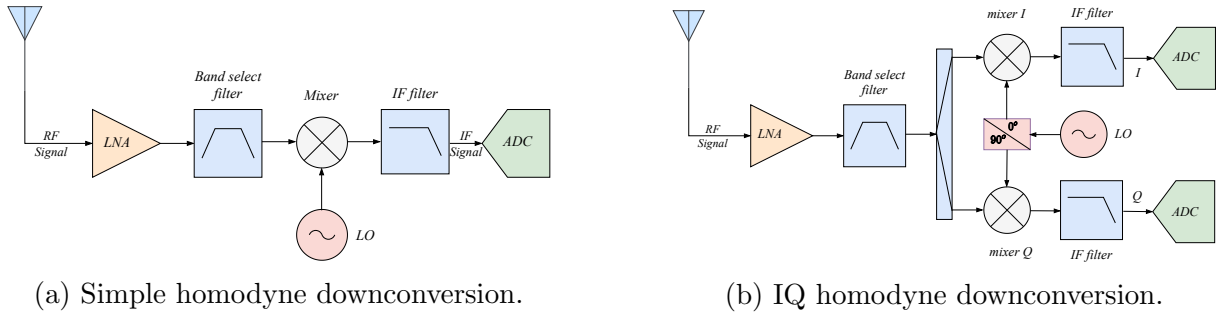 Band select
filter
Mixer
IF filter
RF
Signal
LNA
IF
Signal
ADC
LO
(a) Simple homodyne downconversion.
mixer I
IF filter
ADC
I
Band select
filter
RF
Signal
LNA
0°
90°
LO
Q
ADC
mixer Q
IF filter
(b) IQ homodyne downconversion.